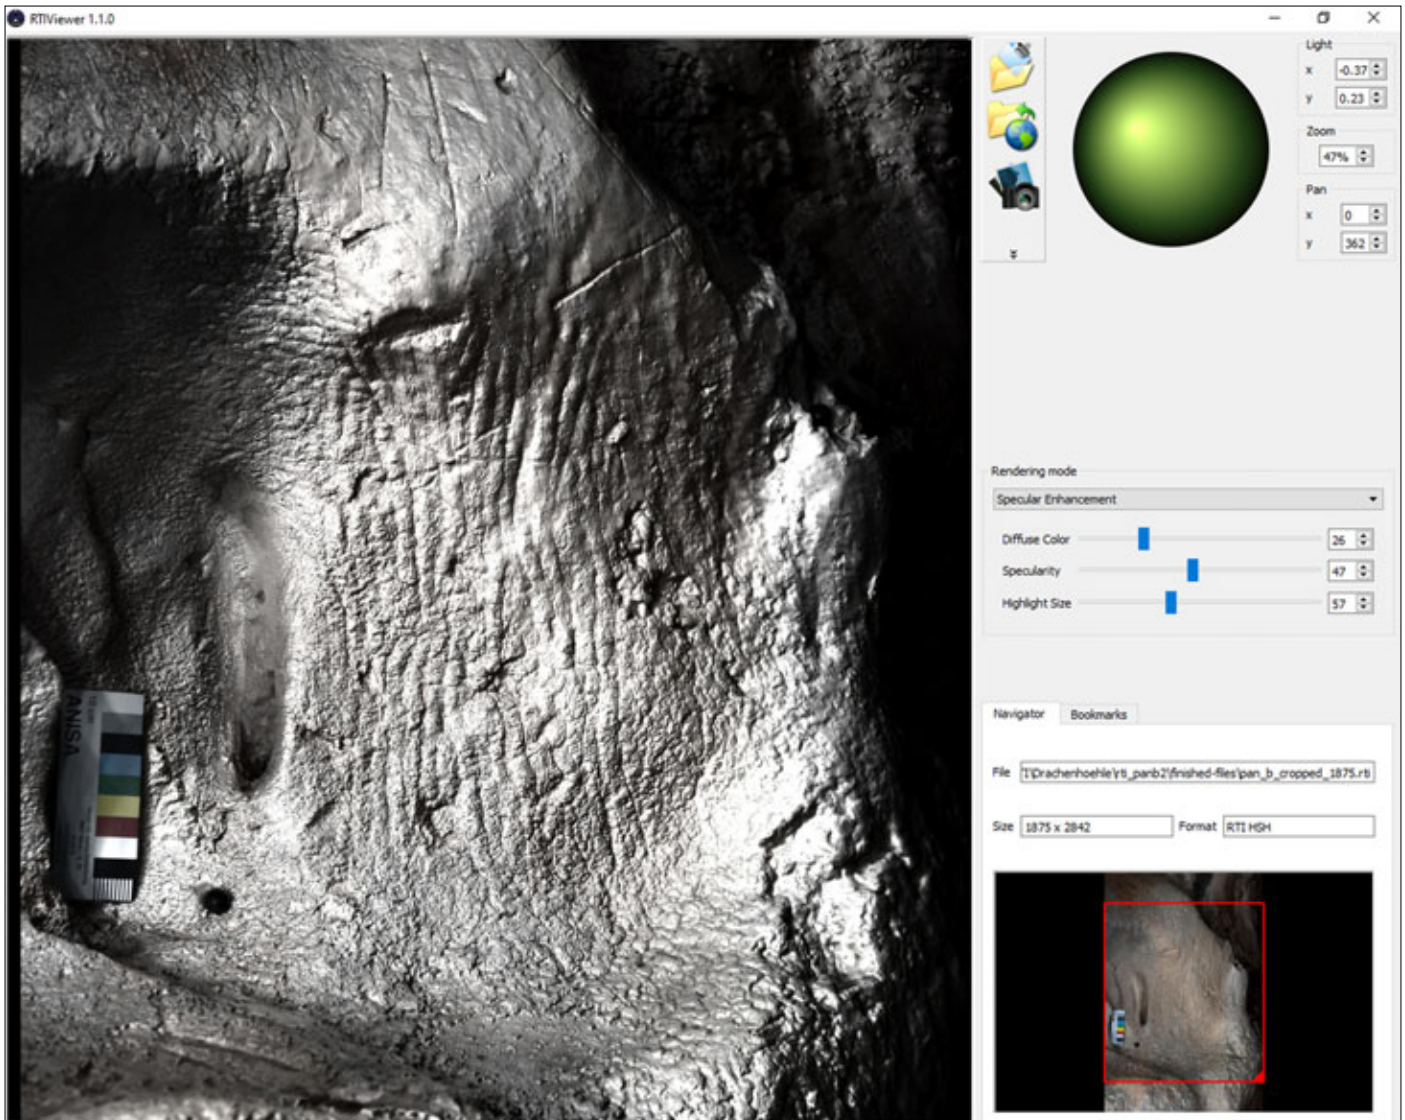 RTIViewer 1.1.0
Light
x -0.37
y 0.23
Zoom
47%
Pan
x 0
y 362
Rendering mode
Specular Enhancement
Diffuse Color 26
Specularity 47
Highlight Size 57
Navigator Bookmarks
File \Drachenhoehle\rti_panb2\finished-files\pan_b_cropped_1875.rti
Size 1875 x 2842 Format RTI HSH
ANSA